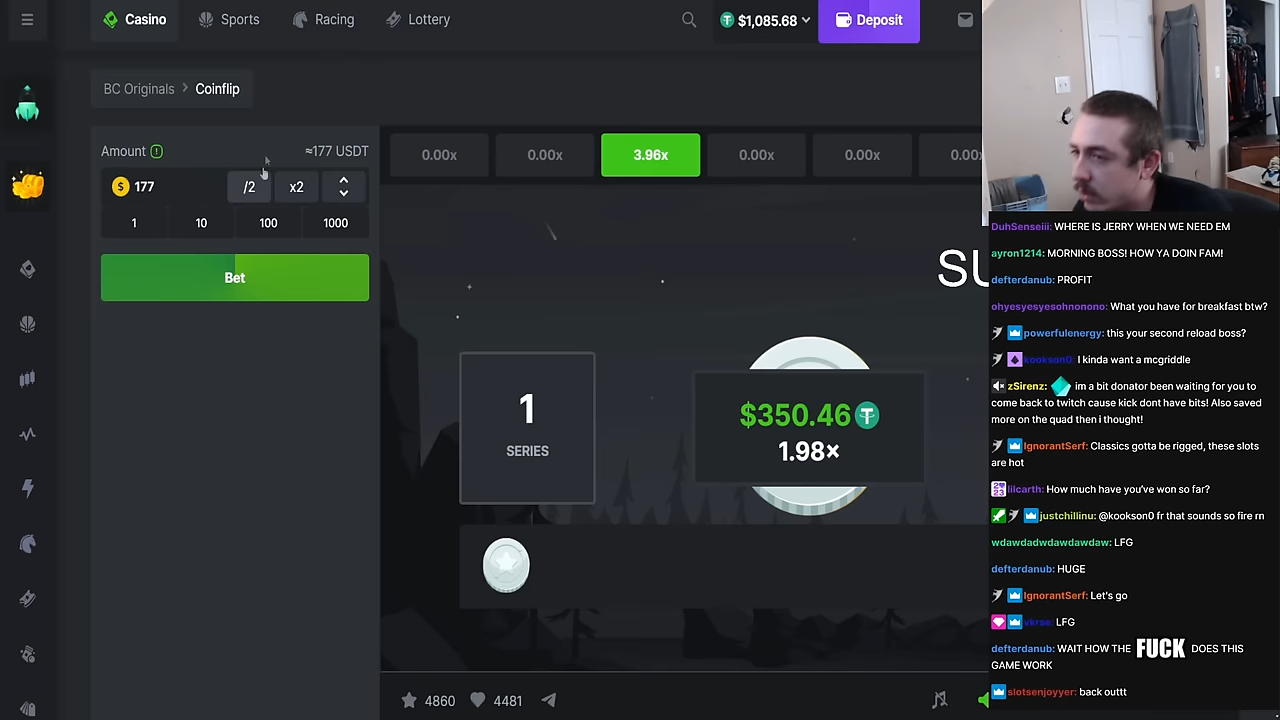 Casino
Sports
Racing
Lottery
$1,085.68
Deposit
BC Originals > Coinflip
Amount
≈177 USDT
177
/2
x2
1
10
100
1000
Bet
0.00x
0.00x
3.96x
0.00x
0.00x
0.00x
SU
1
SERIES
$350.46
1.98×
4860
4481
DuhSenseiii: WHERE IS JERRY WHEN WE NEED EM
ayron1214: MORNING BOSS! HOW YA DOIN FAM!
defterdanub: PROFIT
ohyesyesyesohnonono: What you have for breakfast btw?
powerfulenergy: this your second reload boss?
kookson0: I kinda want a mcgriddle
zSirenz: im a bit donator been waiting for you to
come back to twitch cause kick dont have bits! Also saved
more on the quad then i thought!
IgnorantSerf: Classics gotta be rigged, these slots
are hot
lilcarth: How much have you've won so far?
justchillinu: @kookson0 fr that sounds so fire rn
wdawdadwdawdawdaw: LFG
defterdanub: HUGE
IgnorantSerf: Let's go
vkrse: LFG
defterdanub: WAIT HOW THE FUCK DOES THIS
GAME WORK
slotsenjoyyer: back outtt